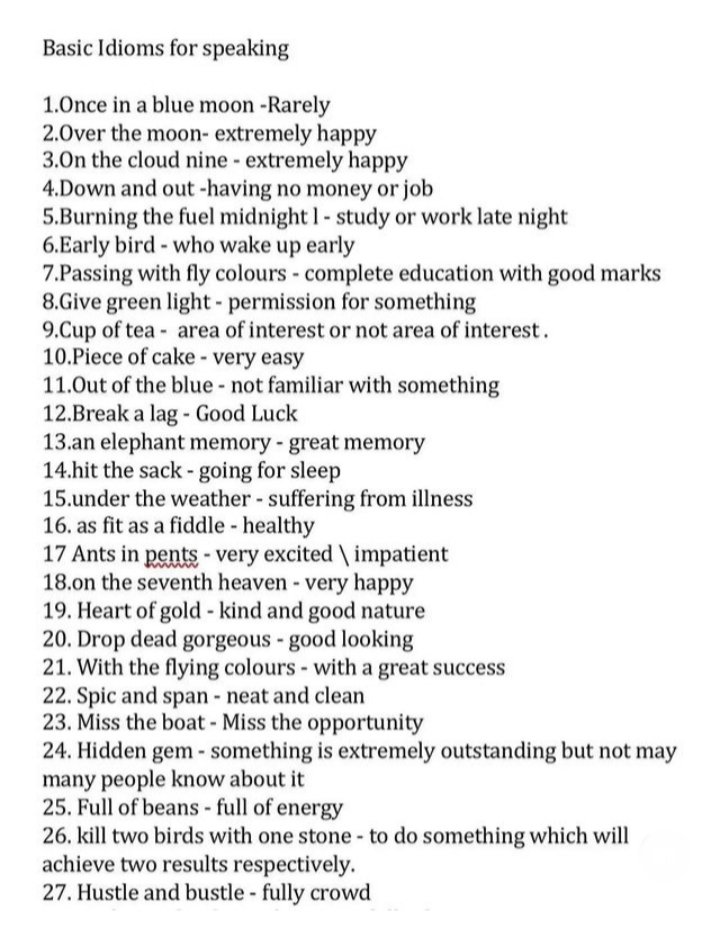 Basic Idioms for speaking
1.Once in a blue moon -Rarely
2.Over the moon- extremely happy
3.On the cloud nine - extremely happy
4.Down and out -having no money or job
5.Burning the fuel midnight l - study or work late night
6.Early bird - who wake up early
7.Passing with fly colours - complete education with good marks
8.Give green light - permission for something
9.Cup of tea -  area of interest or not area of interest .
10.Piece of cake - very easy
11.Out of the blue - not familiar with something
12.Break a lag - Good Luck
13.an elephant memory - great memory
14.hit the sack - going for sleep
15.under the weather - suffering from illness
16. as fit as a fiddle - healthy
17 Ants in pents - very excited \ impatient
18.on the seventh heaven - very happy
19. Heart of gold - kind and good nature
20. Drop dead gorgeous - good looking
21. With the flying colours - with a great success
22. Spic and span - neat and clean
23. Miss the boat - Miss the opportunity
24. Hidden gem - something is extremely outstanding but not may
many people know about it
25. Full of beans - full of energy
26. kill two birds with one stone - to do something which will
achieve two results respectively.
27. Hustle and bustle - fully crowd